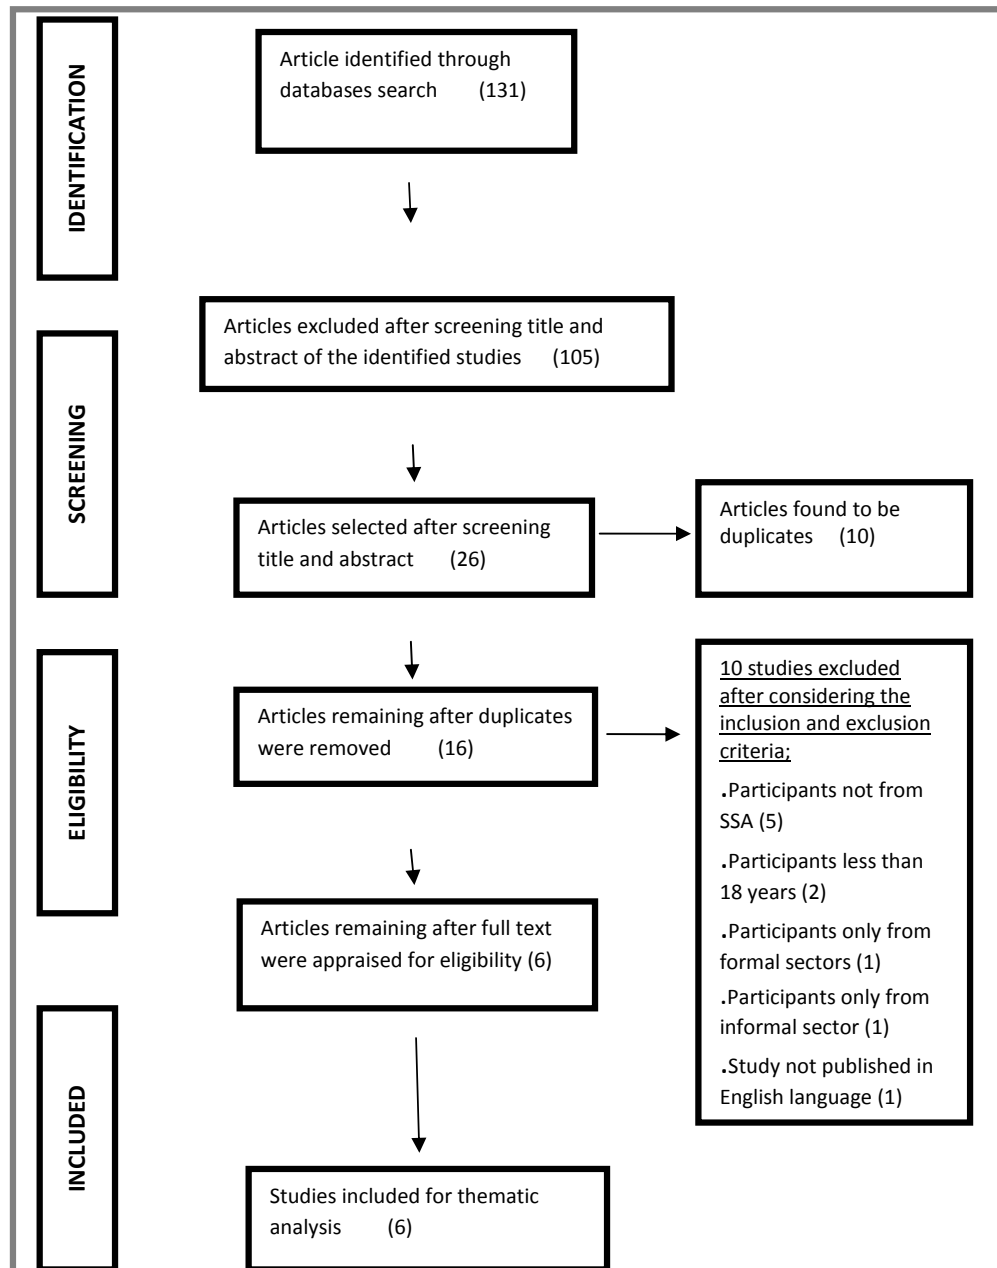 IDENTIFICATION
Article identified through
databases search (131)
Articles excluded after screening title and
abstract of the identified studies (105)
SCREENING
Articles selected after screening
title and abstract (26)
Articles found to be
duplicates (10)
ELIGIBILITY
Articles remaining after duplicates
were removed (16)
10 studies excluded
after considering the
inclusion and exclusion
criteria;
.Participants not from
SSA (5)
.Participants less than
18 years (2)
.Participants only from
formal sectors (1)
.Participants only from
informal sector (1)
.Study not published in
English language (1)
Articles remaining after full text
were appraised for eligibility (6)
INCLUDED
Studies included for thematic
analysis (6)